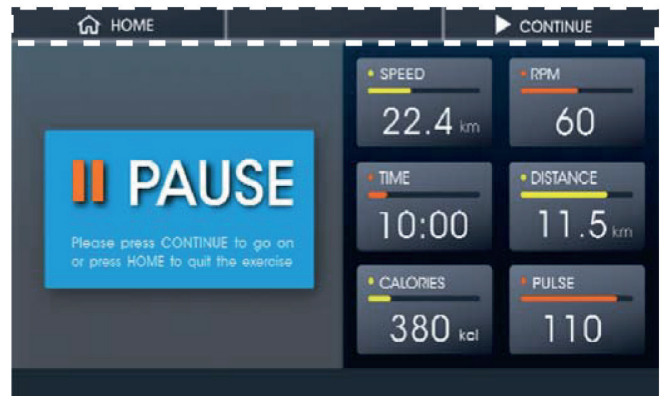 HOME
CONTINUE
PAUSE
Please press CONTINUE to go on
or press HOME to quit the exercise
SPEED
22.4 km
RPM
60
TIME
10:00
DISTANCE
11.5 km
CALORIES
380 kal
PULSE
110